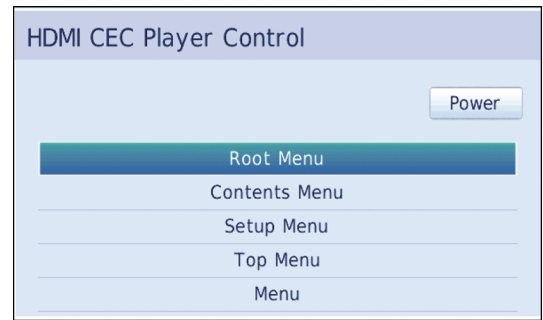 HDMI CEC Player Control
Power
Root Menu
Contents Menu
Setup Menu
Top Menu
Menu